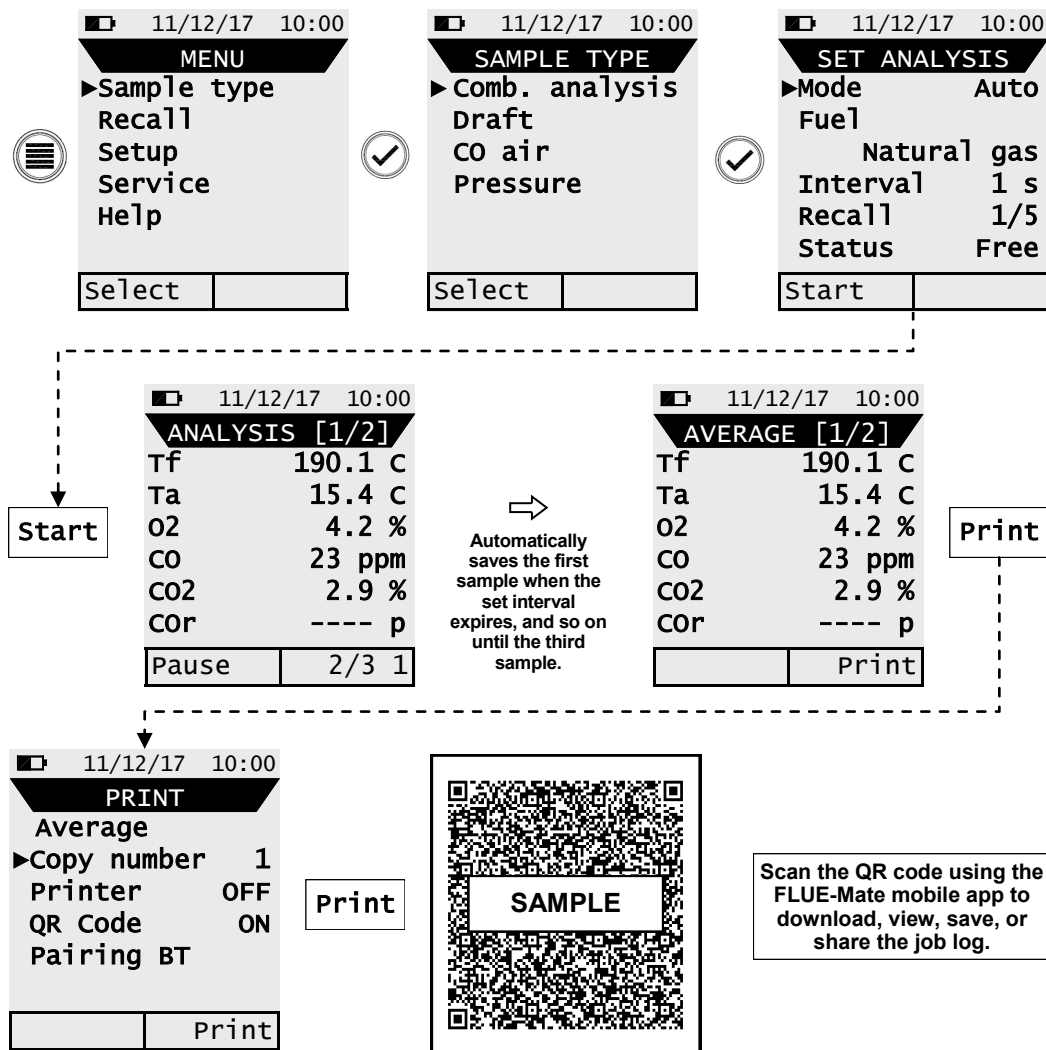 11/12/17 10:00
MENU
►Sample type
Recall
Setup
Service
Help
Select
11/12/17 10:00
SAMPLE TYPE
►Comb. analysis
Draft
CO air
Pressure
Select
11/12/17 10:00
SET ANALYSIS
►Mode Auto
Fuel
Natural gas
Interval 1 s
Recall 1/5
Status Free
Start
Start
11/12/17 10:00
ANALYSIS [1/2]
Tf 190.1 C
Ta 15.4 C
O2 4.2 %
CO 23 ppm
CO2 2.9 %
COr ---- p
Pause 2/3 1
Automatically
saves the first
sample when the
set interval
expires, and so on
until the third
sample.
11/12/17 10:00
AVERAGE [1/2]
Tf 190.1 C
Ta 15.4 C
O2 4.2 %
CO 23 ppm
CO2 2.9 %
COr ---- p
Print
Print
11/12/17 10:00
PRINT
Average
►Copy number 1
Printer OFF
QR Code ON
Pairing BT
Print
Print
SAMPLE
Scan the QR code using the
FLUE-Mate mobile app to
download, view, save, or
share the job log.